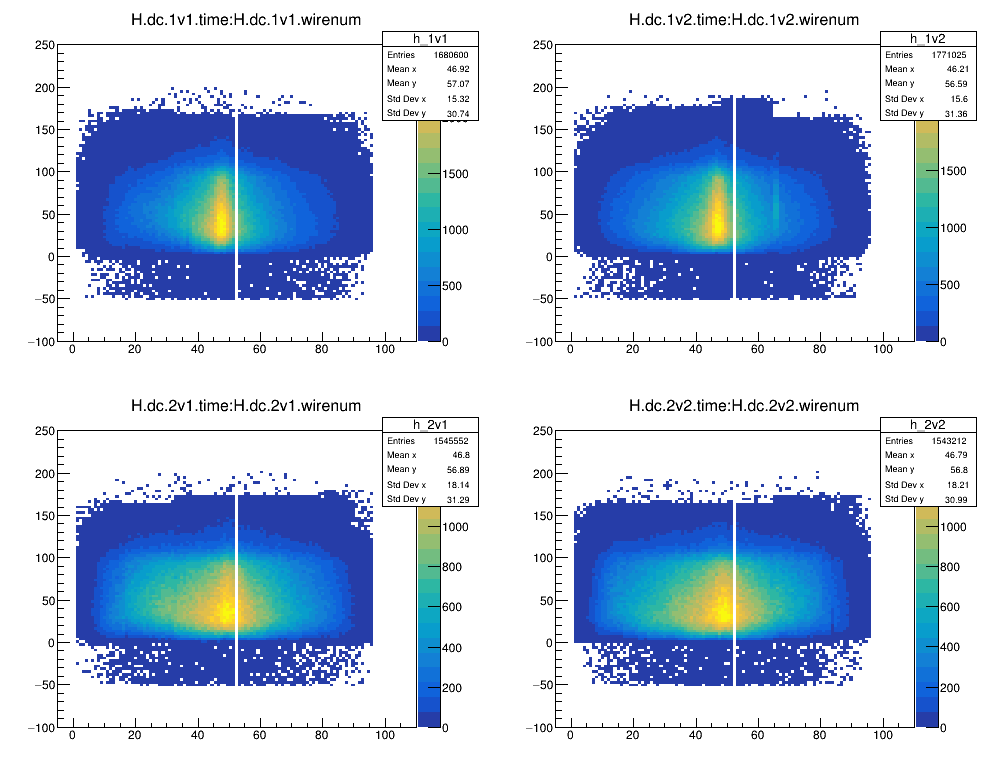 H.dc.1v1.time:H.dc.1v1.wirenum
h_1v1
Entries 1680600
Mean x 46.92
Mean y 57.07
Std Dev x 15.32
Std Dev y 30.74
250
200
150
100
50
0
−50
−100
0 20 40 60 80 100
1500
1000
500
0
H.dc.1v2.time:H.dc.1v2.wirenum
h_1v2
Entries 1771025
Mean x 46.21
Mean y 56.59
Std Dev x 15.6
Std Dev y 31.36
250
200
150
100
50
0
−50
−100
0 20 40 60 80 100
1500
1000
500
0
H.dc.2v1.time:H.dc.2v1.wirenum
h_2v1
Entries 1545552
Mean x 46.8
Mean y 56.89
Std Dev x 18.14
Std Dev y 31.29
250
200
150
100
50
0
−50
−100
0 20 40 60 80 100
1000
800
600
400
200
0
H.dc.2v2.time:H.dc.2v2.wirenum
h_2v2
Entries 1543212
Mean x 46.79
Mean y 56.8
Std Dev x 18.21
Std Dev y 30.99
250
200
150
100
50
0
−50
−100
0 20 40 60 80 100
1000
800
600
400
200
0